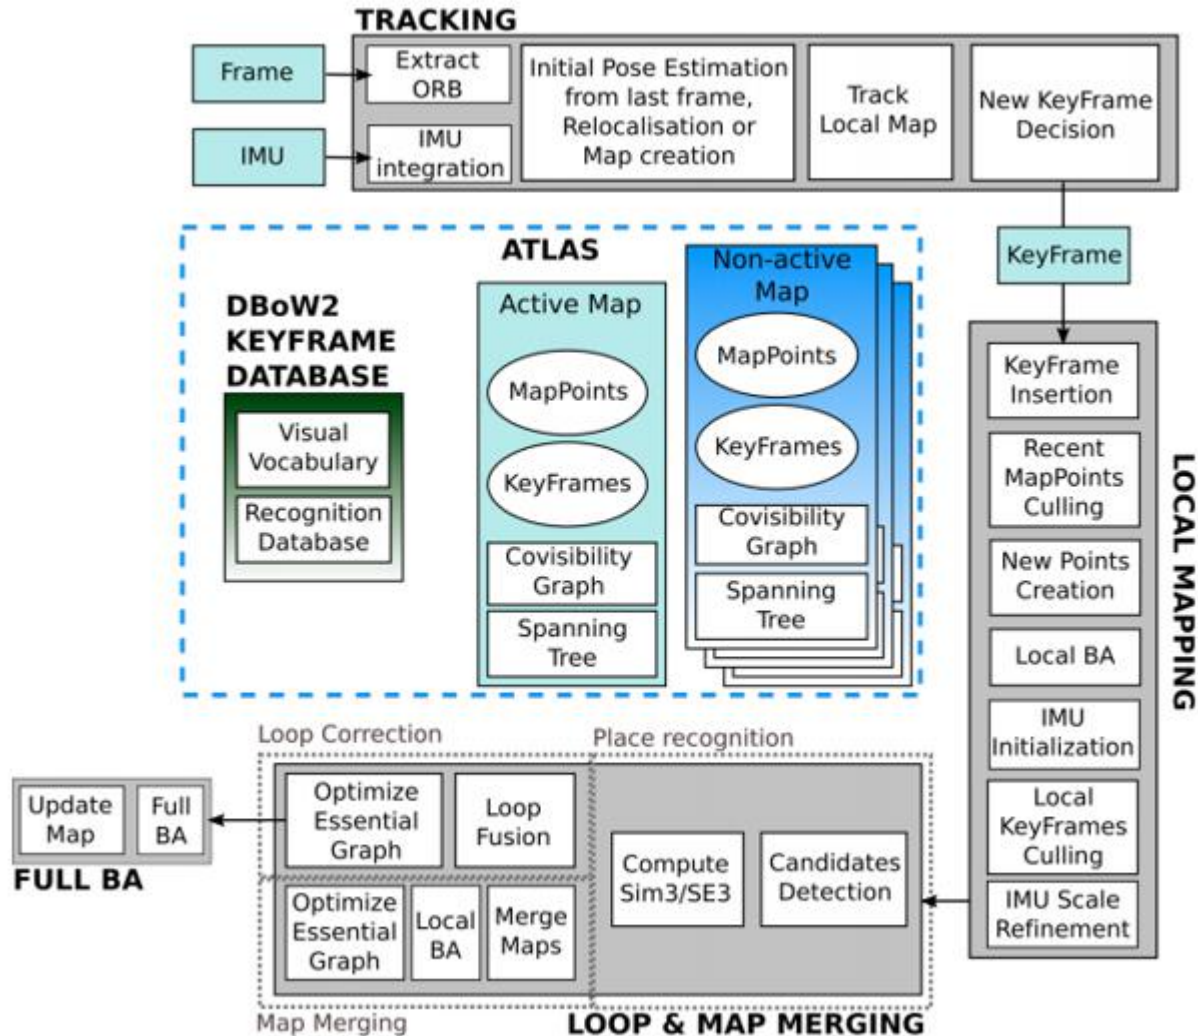 TRACKING
Frame
Extract
ORB
IMU
IMU
integration
Initial Pose Estimation
from last frame,
Relocalisation or
Map creation
Track
Local Map
New KeyFrame
Decision
KeyFrame
ATLAS
DBoW2
KEYFRAME
DATABASE
Visual
Vocabulary
Recognition
Database
Active Map
MapPoints
KeyFrames
Covisibility
Graph
Spanning
Tree
Non-active
Map
MapPoints
KeyFrames
Covisibility
Graph
Spanning
Tree
KeyFrame
Insertion
Recent
MapPoints
Culling
New Points
Creation
Local BA
IMU
Initialization
Local
KeyFrames
Culling
IMU Scale
Refinement
LOCAL MAPPING
Loop Correction
Place recognition
Optimize
Essential
Graph
Loop
Fusion
Compute
Sim3/SE3
Candidates
Detection
Update
Map
Full
BA
FULL BA
Optimize
Essential
Graph
Local
BA
Merge
Maps
Map Merging
LOOP & MAP MERGING